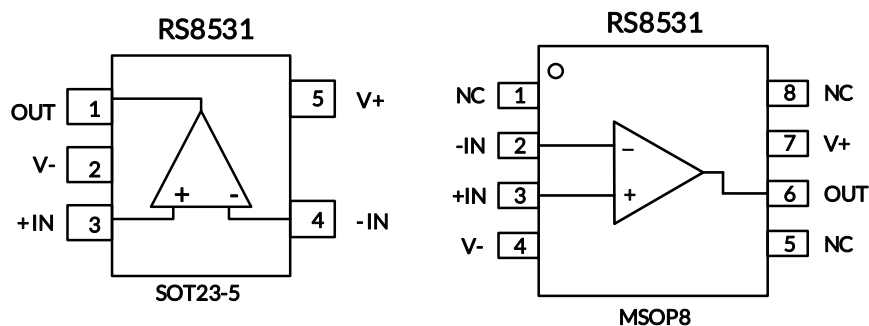 RS8531
OUT 1
V- 2
+IN 3
5 V+
4 -IN
+ -
SOT23-5
RS8531
NC 1
-IN 2
+IN 3
V- 4
8 NC
7 V+
6 OUT
5 NC
-
+
MSOP8